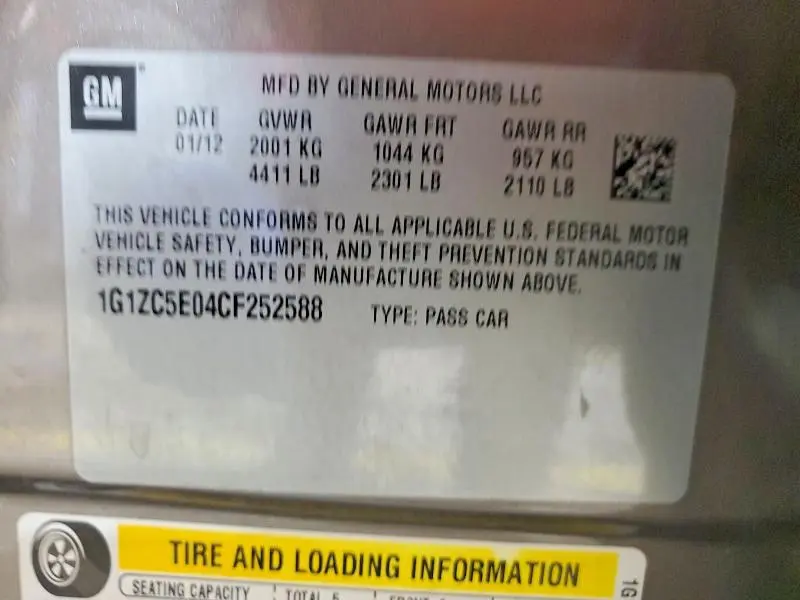 GM
MFD BY GENERAL MOTORS LLC
DATE GVWR GAWR FRT GAWR RR
01/12 2001 KG 1044 KG 957 KG
4411 LB 2301 LB 2110 LB
THIS VEHICLE CONFORMS TO ALL APPLICABLE U.S. FEDERAL MOTOR
VEHICLE SAFETY, BUMPER, AND THEFT PREVENTION STANDARDS IN
EFFECT ON THE DATE OF MANUFACTURE SHOWN ABOVE.
1G1ZC5E04CF252588 TYPE: PASS CAR
TIRE AND LOADING INFORMATION
SEATING CAPACITY TOTAL 5
1G